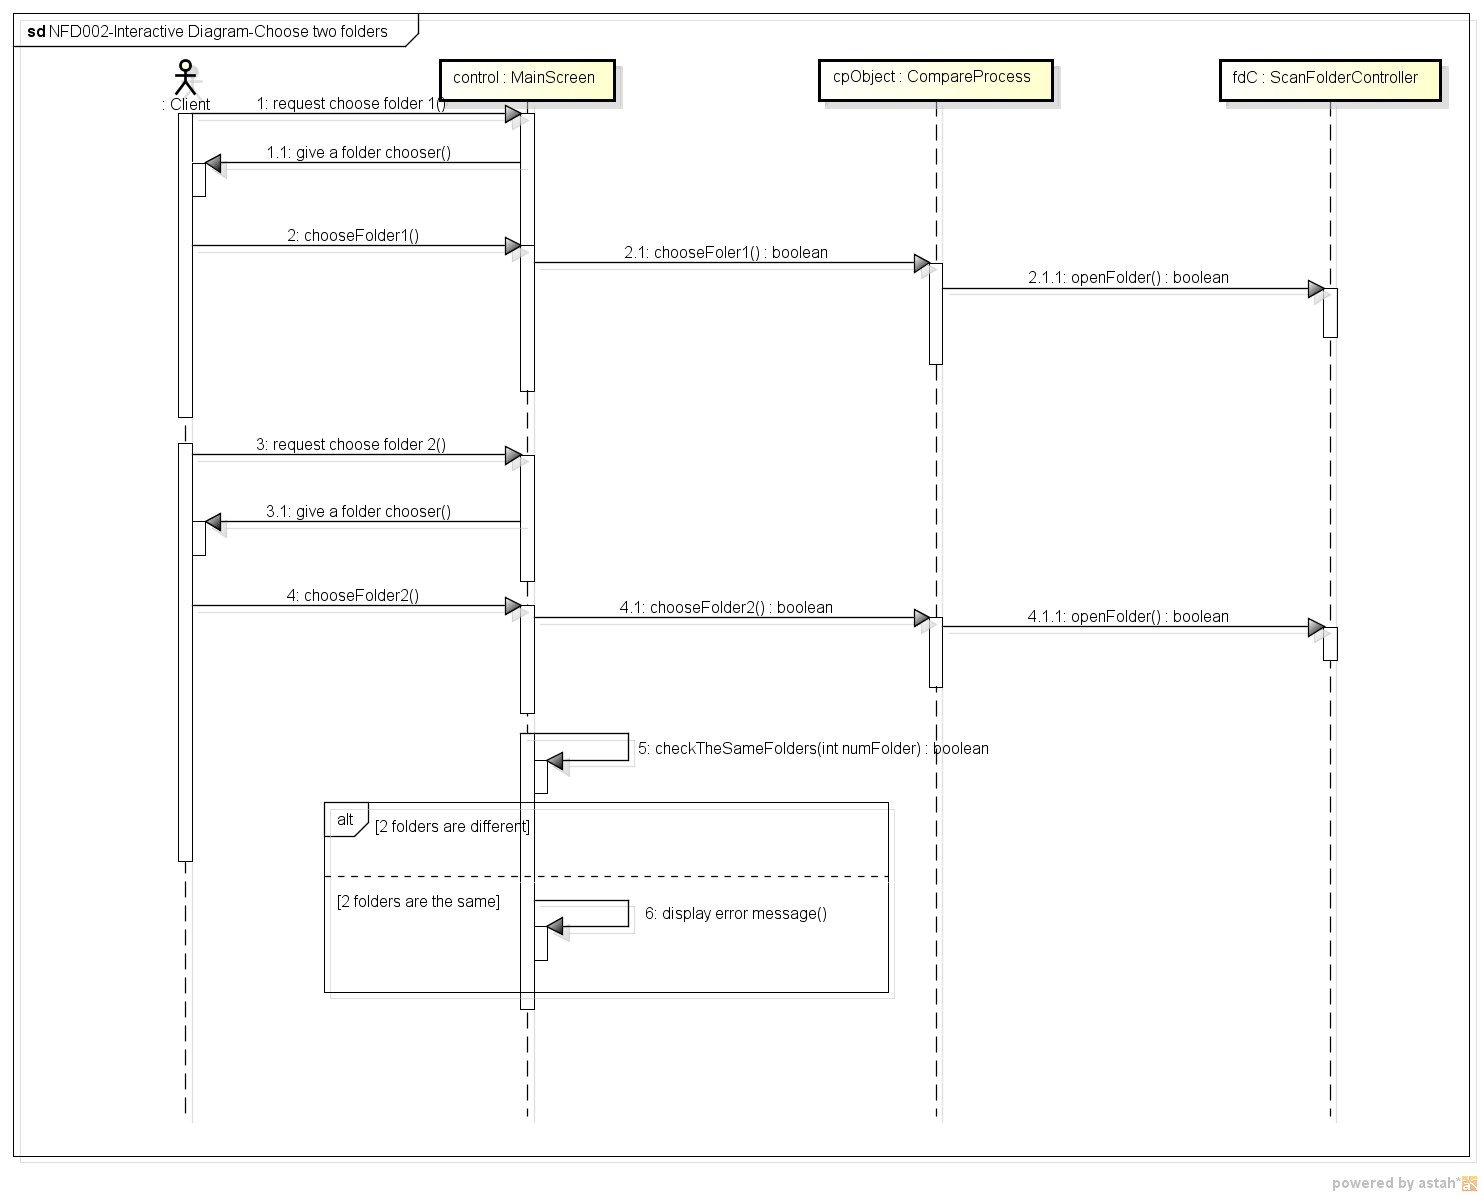 sd NFD002-Interactive Diagram-Choose two folders
: Client
control : MainScreen
cpObject : CompareProcess
fdC : ScanFolderController
1: request choose folder 1()
1.1: give a folder chooser()
2: chooseFolder1()
2.1: chooseFoler1() : boolean
2.1.1: openFolder() : boolean
3: request choose folder 2()
3.1: give a folder chooser()
4: chooseFolder2()
4.1: chooseFolder2() : boolean
4.1.1: openFolder() : boolean
5: checkTheSameFolders(int numFolder) : boolean
alt
[2 folders are different]
[2 folders are the same]
6: display error message()
powered by astah*